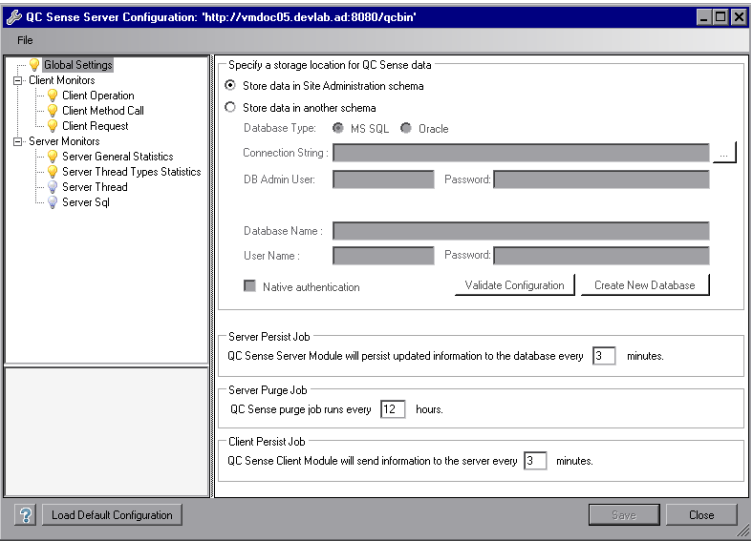 QC Sense Server Configuration: 'http://vmdoc05.devlab.ad:8080/qcbin'
File
Global Settings
Client Monitors
Client Operation
Client Method Call
Client Request
Server Monitors
Server General Statistics
Server Thread Types Statistics
Server Thread
Server Sql
Specify a storage location for QC Sense data
Store data in Site Administration schema
Store data in another schema
Database Type: MS SQL Oracle
Connection String : ...
DB Admin User: Password:
Database Name :
User Name : Password:
Native authentication Validate Configuration Create New Database
Server Persist Job
QC Sense Server Module will persist updated information to the database every 3 minutes.
Server Purge Job
QC Sense purge job runs every 12 hours.
Client Persist Job
QC Sense Client Module will send information to the server every 3 minutes.
? Load Default Configuration Save Close